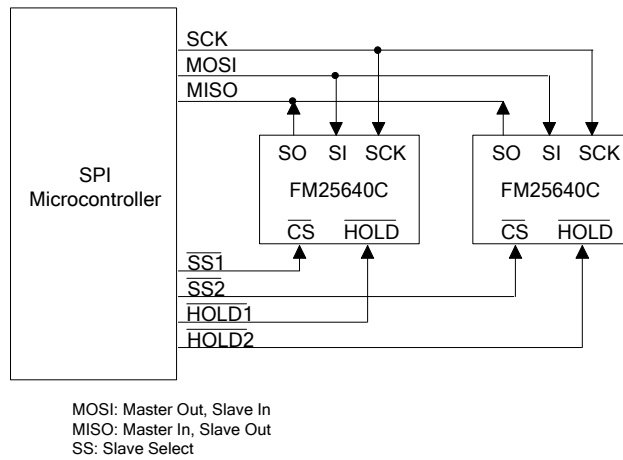 SCK
MOSI
MISO
SO SI SCK
FM25640C
CS HOLD
SO SI SCK
FM25640C
CS HOLD
SPI
Microcontroller
SS1
SS2
HOLD1
HOLD2
MOSI: Master Out, Slave In
MISO: Master In, Slave Out
SS: Slave Select